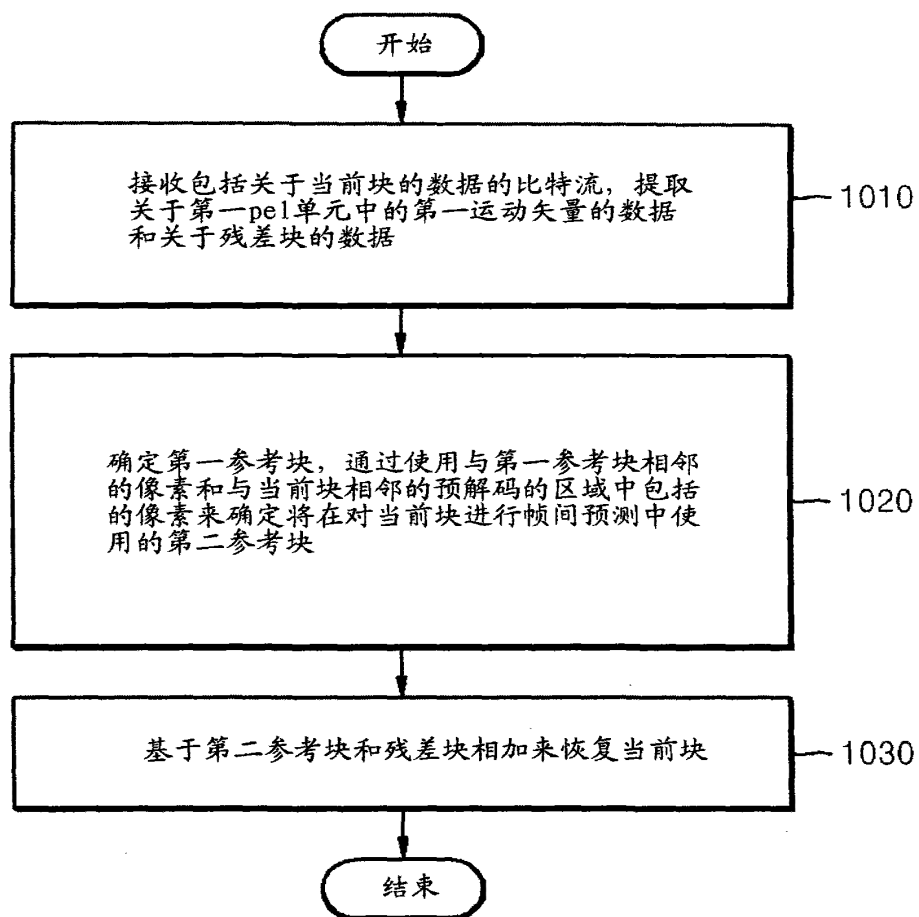 开始
接收包括关于当前块的数据的比特流，提取
关于第一pel单元中的第一运动矢量的数据
和关于残差块的数据
1010
确定第一参考块，通过使用与第一参考块相邻
的像素和与当前块相邻的预解码的区域中包括
的像素来确定将在对当前块进行帧间预测中使
用的第二参考块
1020
基于第二参考块和残差块相加来恢复当前块
1030
结束